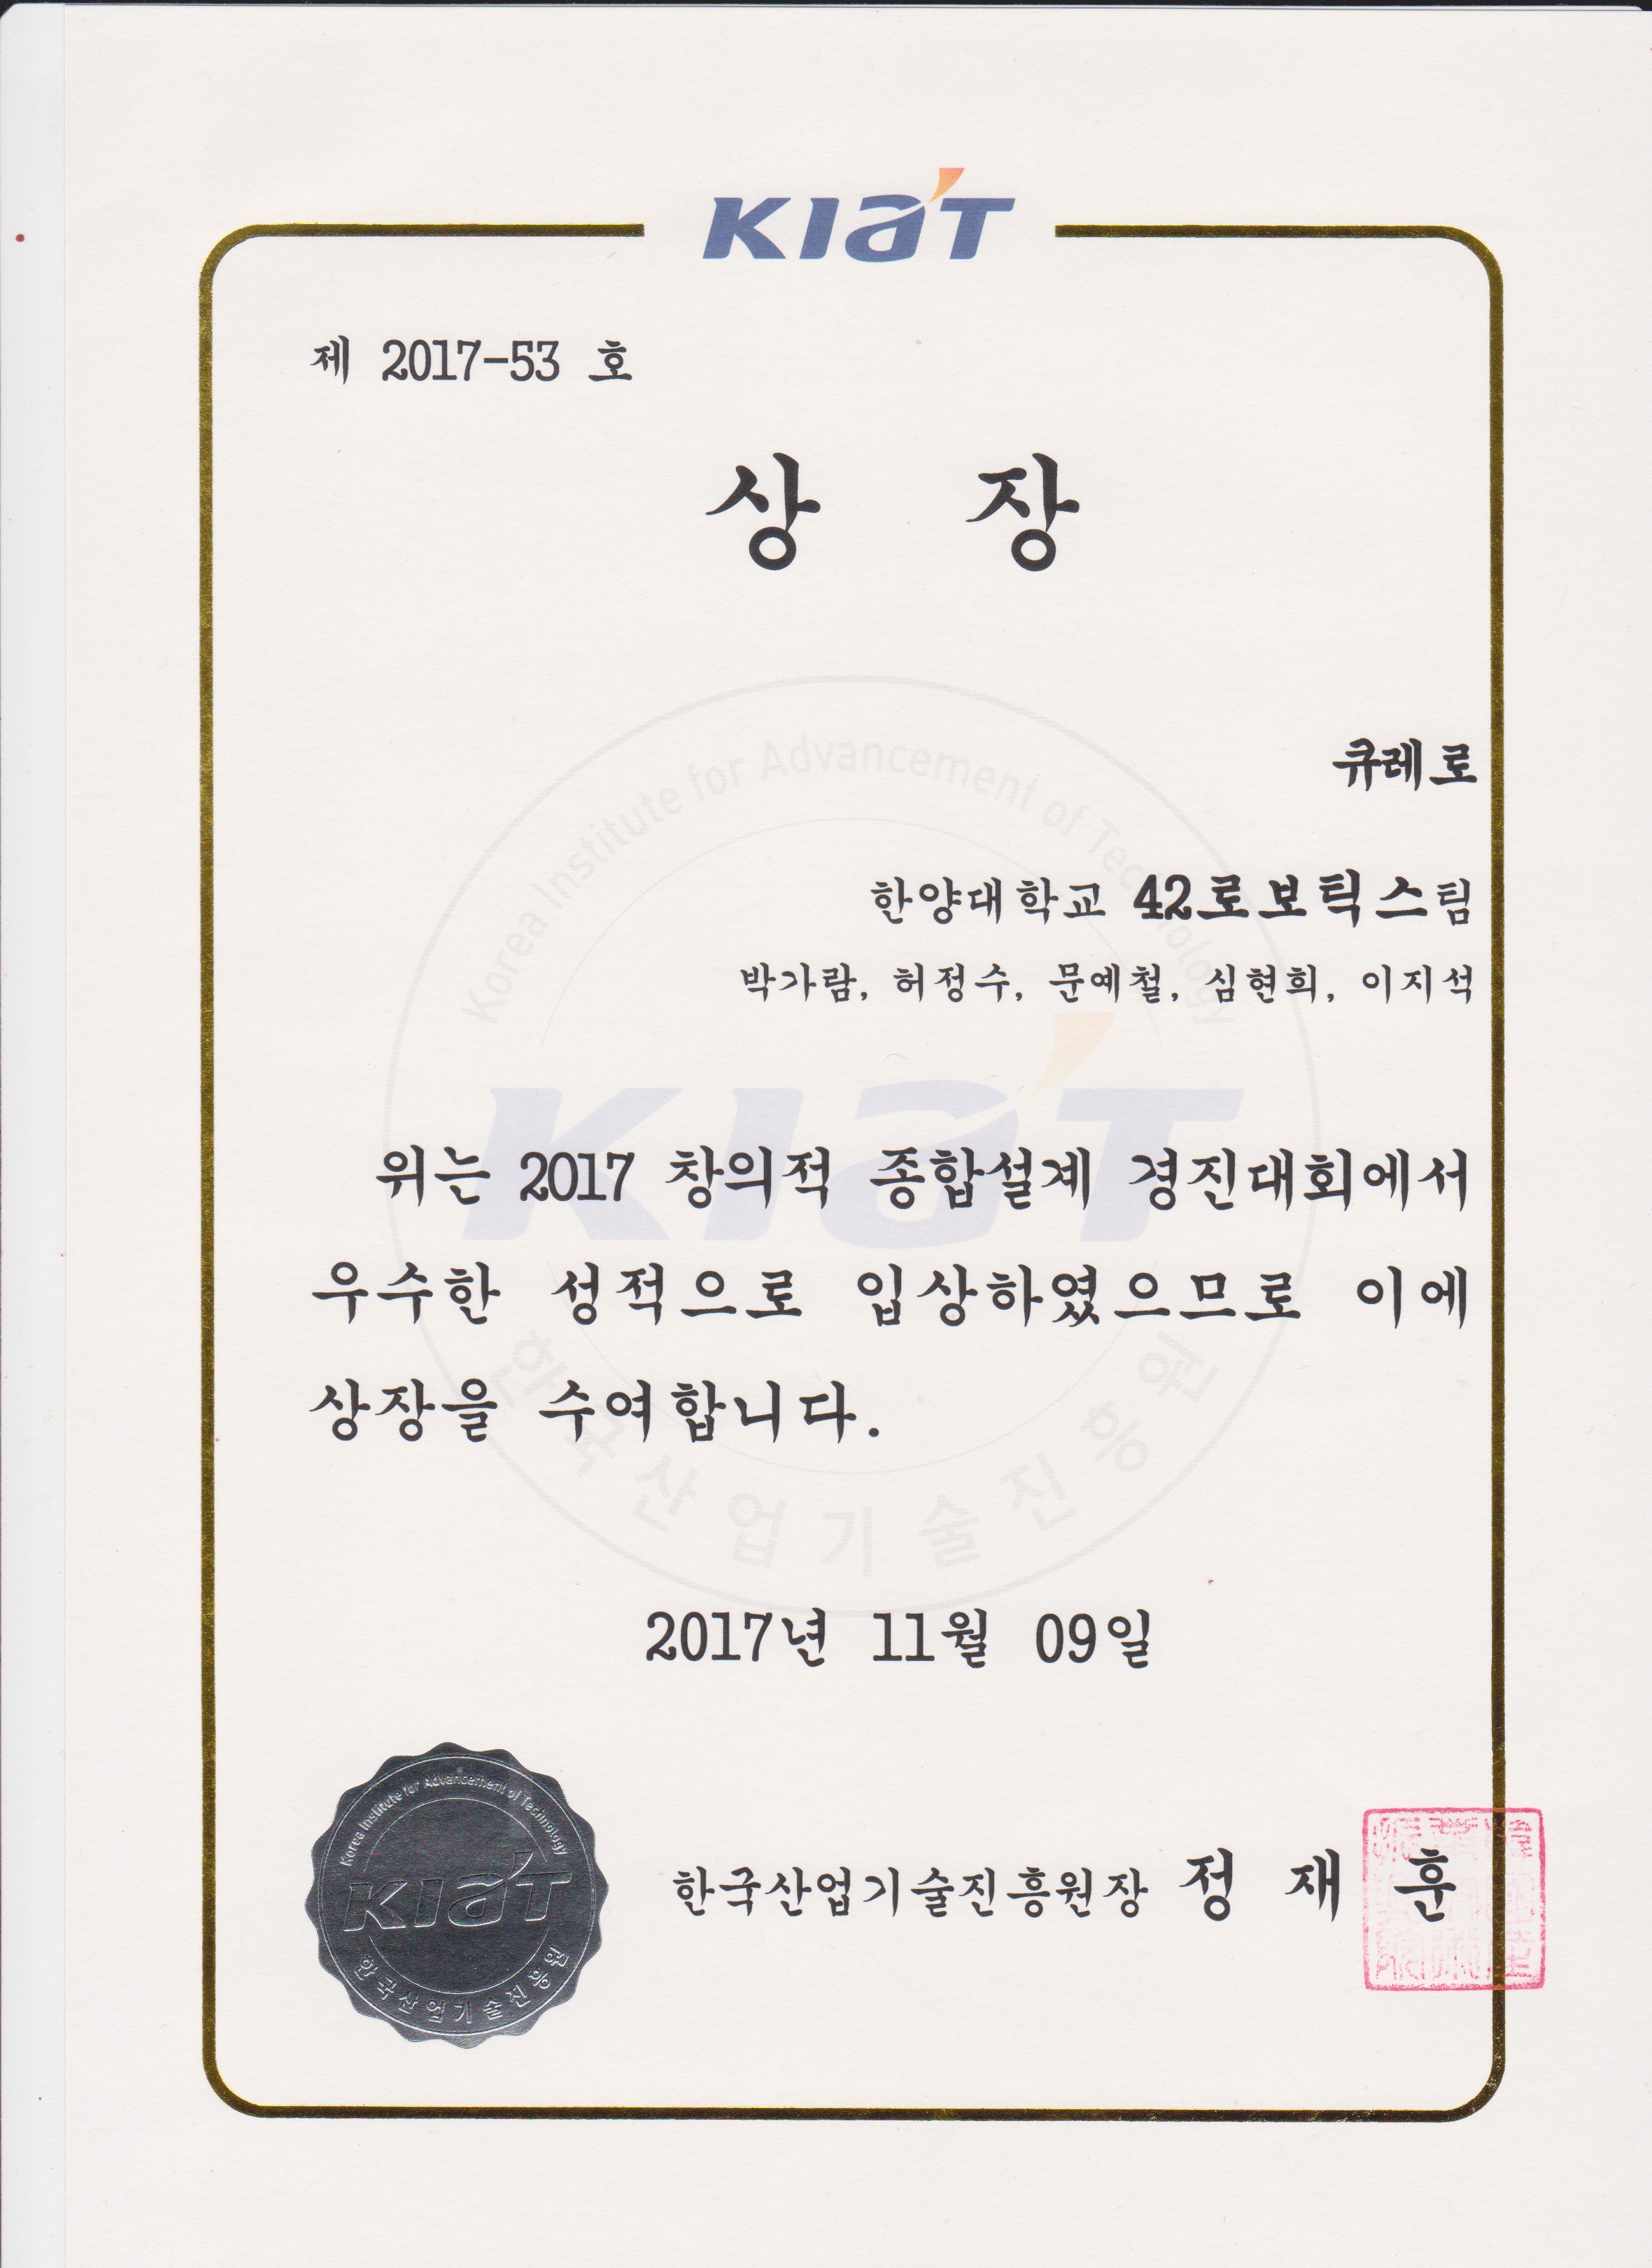 KIAT
제 2017-53 호
상 장
큐레로
한양대학교 42로보틱스팀
박가람, 허정수, 문예철, 심현희, 이지석
위는 2017 창의적 종합설계 경진대회에서
우수한 성적으로 입상하였으므로 이에
상장을 수여합니다.
2017년 11월 09일
한국산업기술진흥원장 정 재 훈
Korea Institute for Advancement of Technology
KIAT
한국산업기술진흥원
Korea Institute for Advancement of Technology
KIAT
한국산업기술진흥원